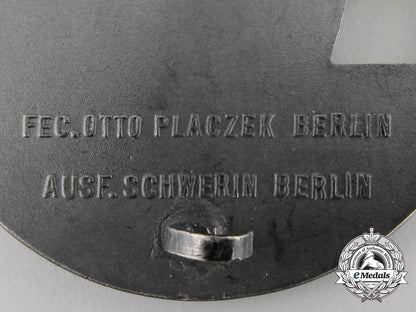 FEC. OTTO PLACZEK BERLIN
AUSF. SCHWERIN BERLIN
eMedals